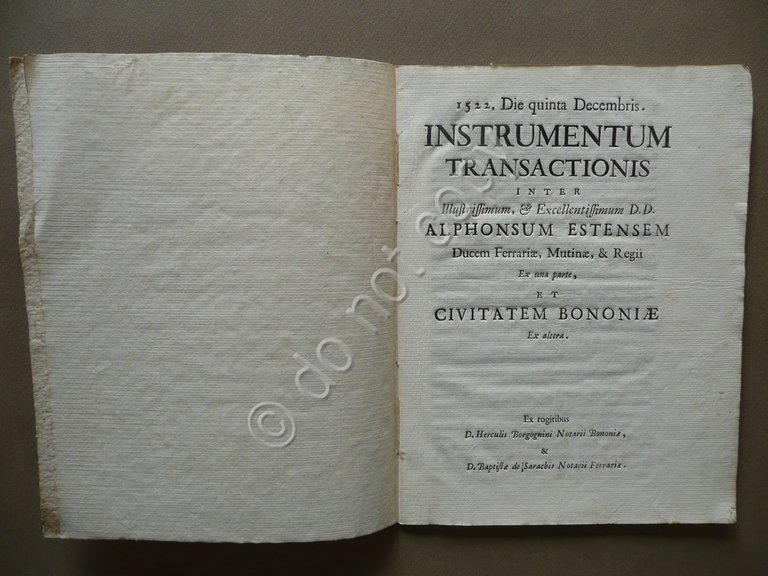 1522. Die quinta Decembris.
INSTRUMENTUM
TRANSACTIONIS
INTER
Illustrissimum, & Excellentissimum D.D.
ALPHONSUM ESTENSEM
Ducem Ferrariæ, Mutinæ, & Regii
Ex una parte,
ET
CIVITATEM BONONIÆ
Ex altera.
Ex rogitibus
D. Herculis Borgognini Notarii Bononiæ,
&
D. Baptistæ de Sarachis Notarii Ferrariæ.
© do not copy